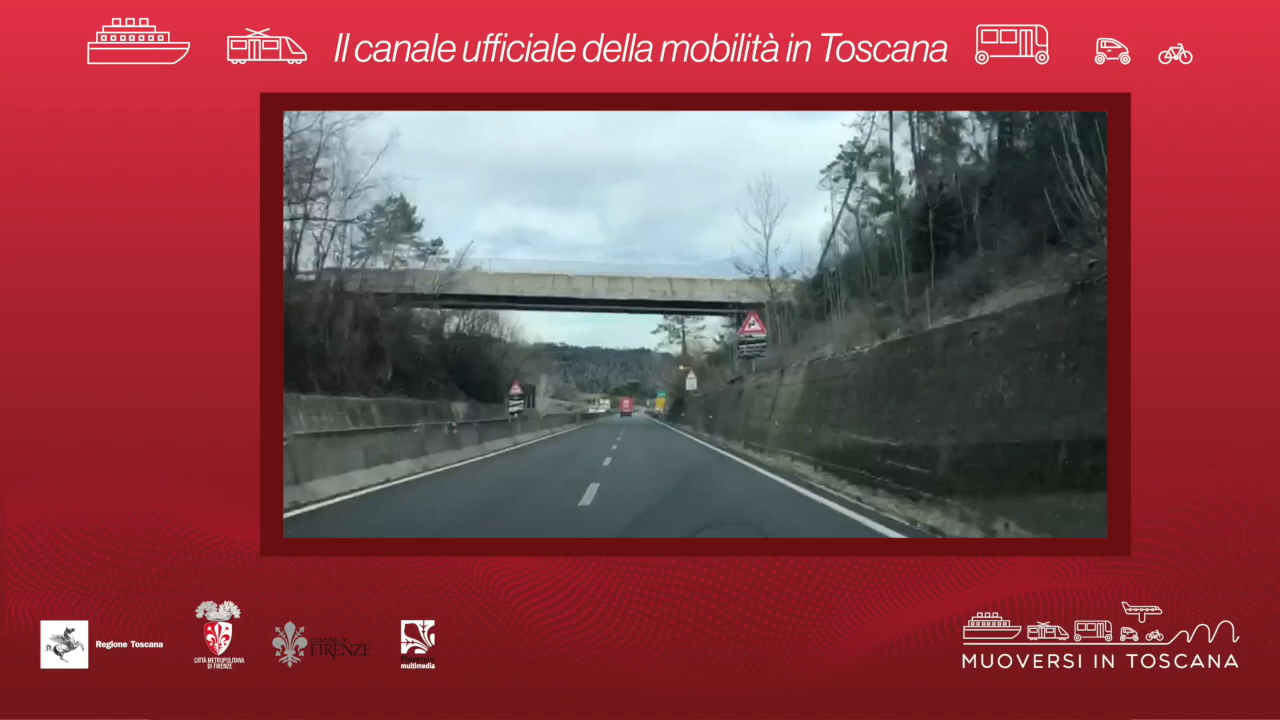 Il canale ufficiale della mobilità in Toscana
Regione Toscana
CITTÀ METROPOLITANA
DI FIRENZE
COMUNE DI
FIRENZE
multimedia
MUOVERSI IN TOSCANA